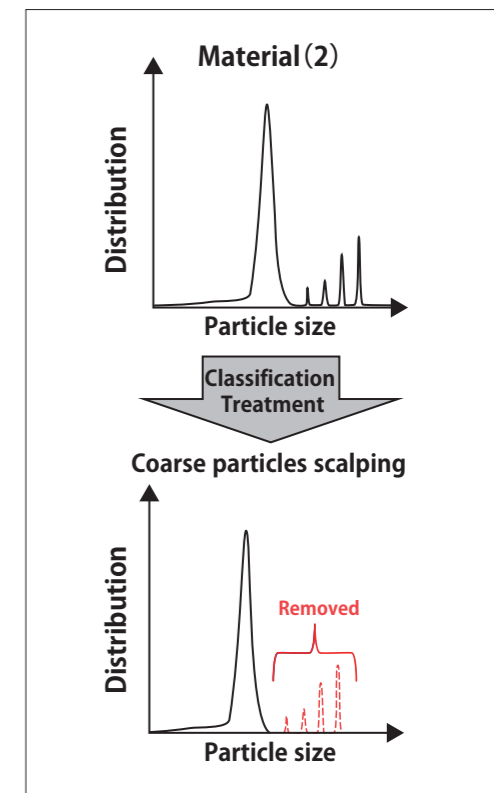 Material（2）
Distribution
Particle size
Classification
Treatment
Coarse particles scalping
Distribution
Removed
Particle size